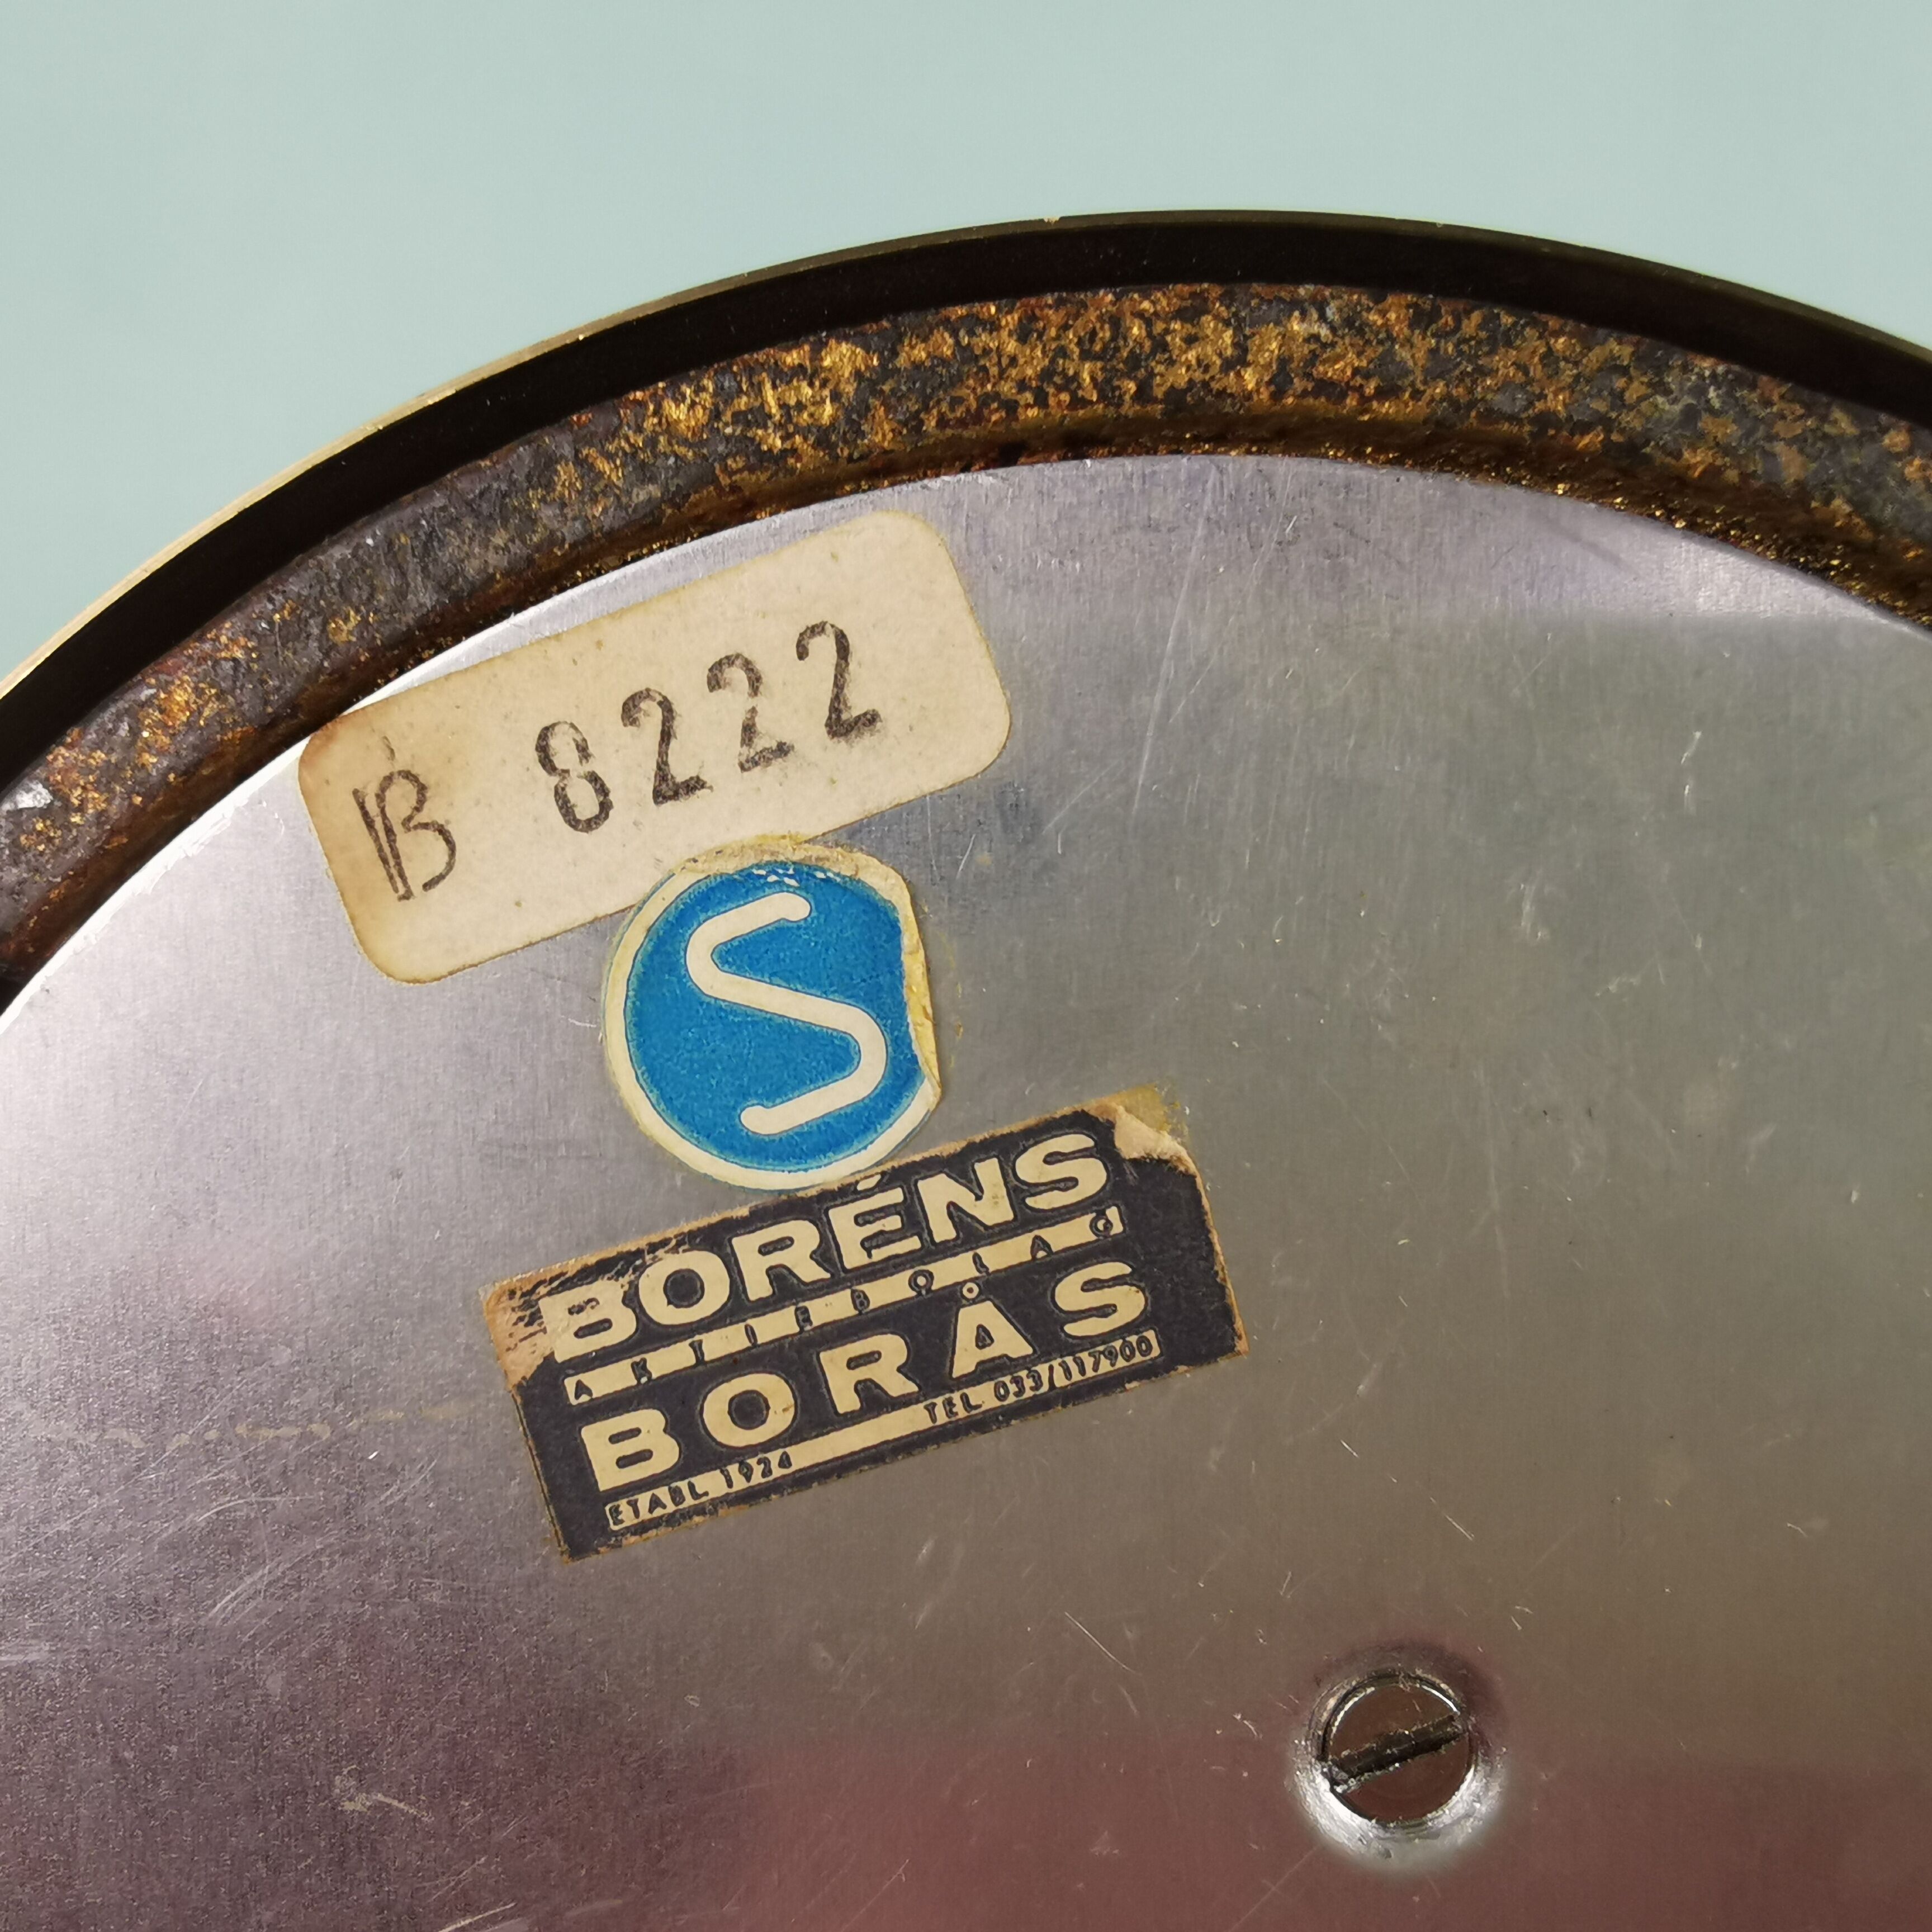 B 8222
S
BORÉNS
AKTIEBOLAG
BORÅS
ETABL 1924 TEL 033/117900